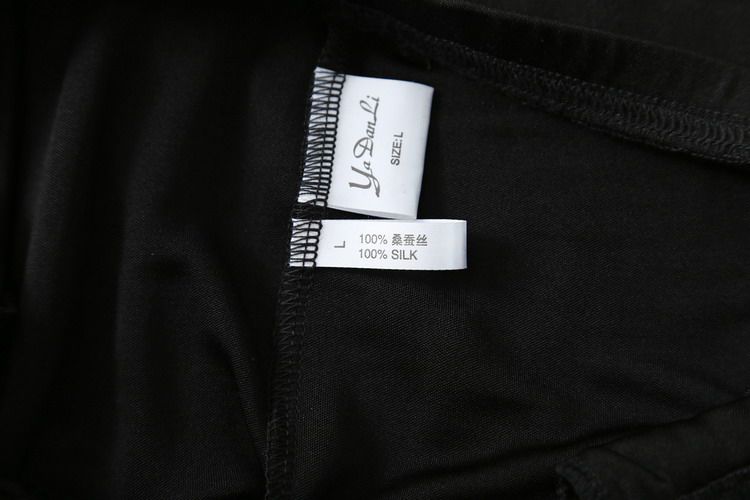 Ya Dan Li
SIZE:L
L
100% 桑蚕丝
100% SILK